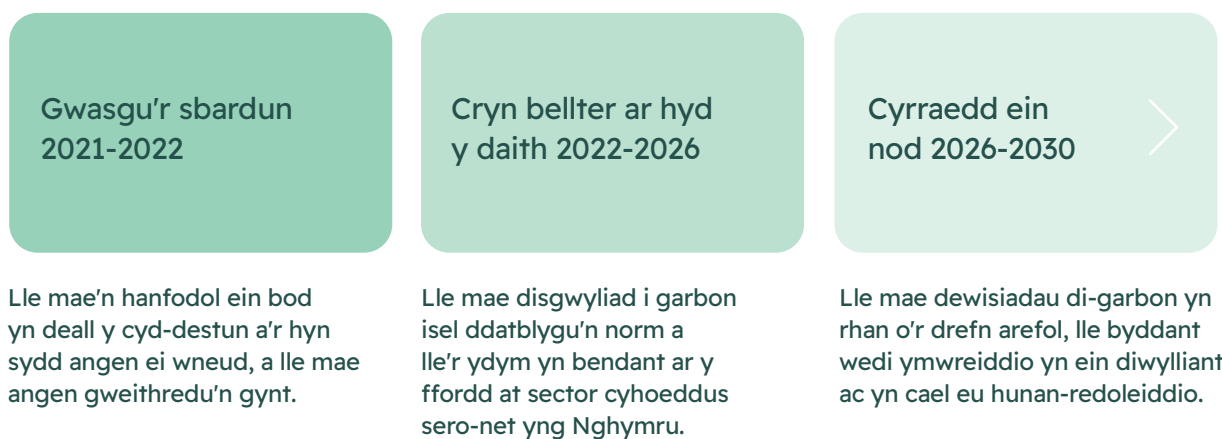 Gwasgu'r sbardun
2021-2022
Lle mae'n hanfodol ein bod
yn deall y cyd-destun a'r hyn
sydd angen ei wneud, a lle mae
angen gweithredu'n gynt.
Cryn bellter ar hyd
y daith 2022-2026
Lle mae disgwyliad i garbon
isel ddatblygu'n norm a
lle'r ydym yn bendant ar y
ffordd at sector cyhoeddus
sero-net yng Nghymru.
Cyrraedd ein
nod 2026-2030
Lle mae dewisiadau di-garbon yn
rhan o'r drefn arefol, lle byddant
wedi ymwreiddio yn ein diwylliant
ac yn cael eu hunan-redoleiddio.